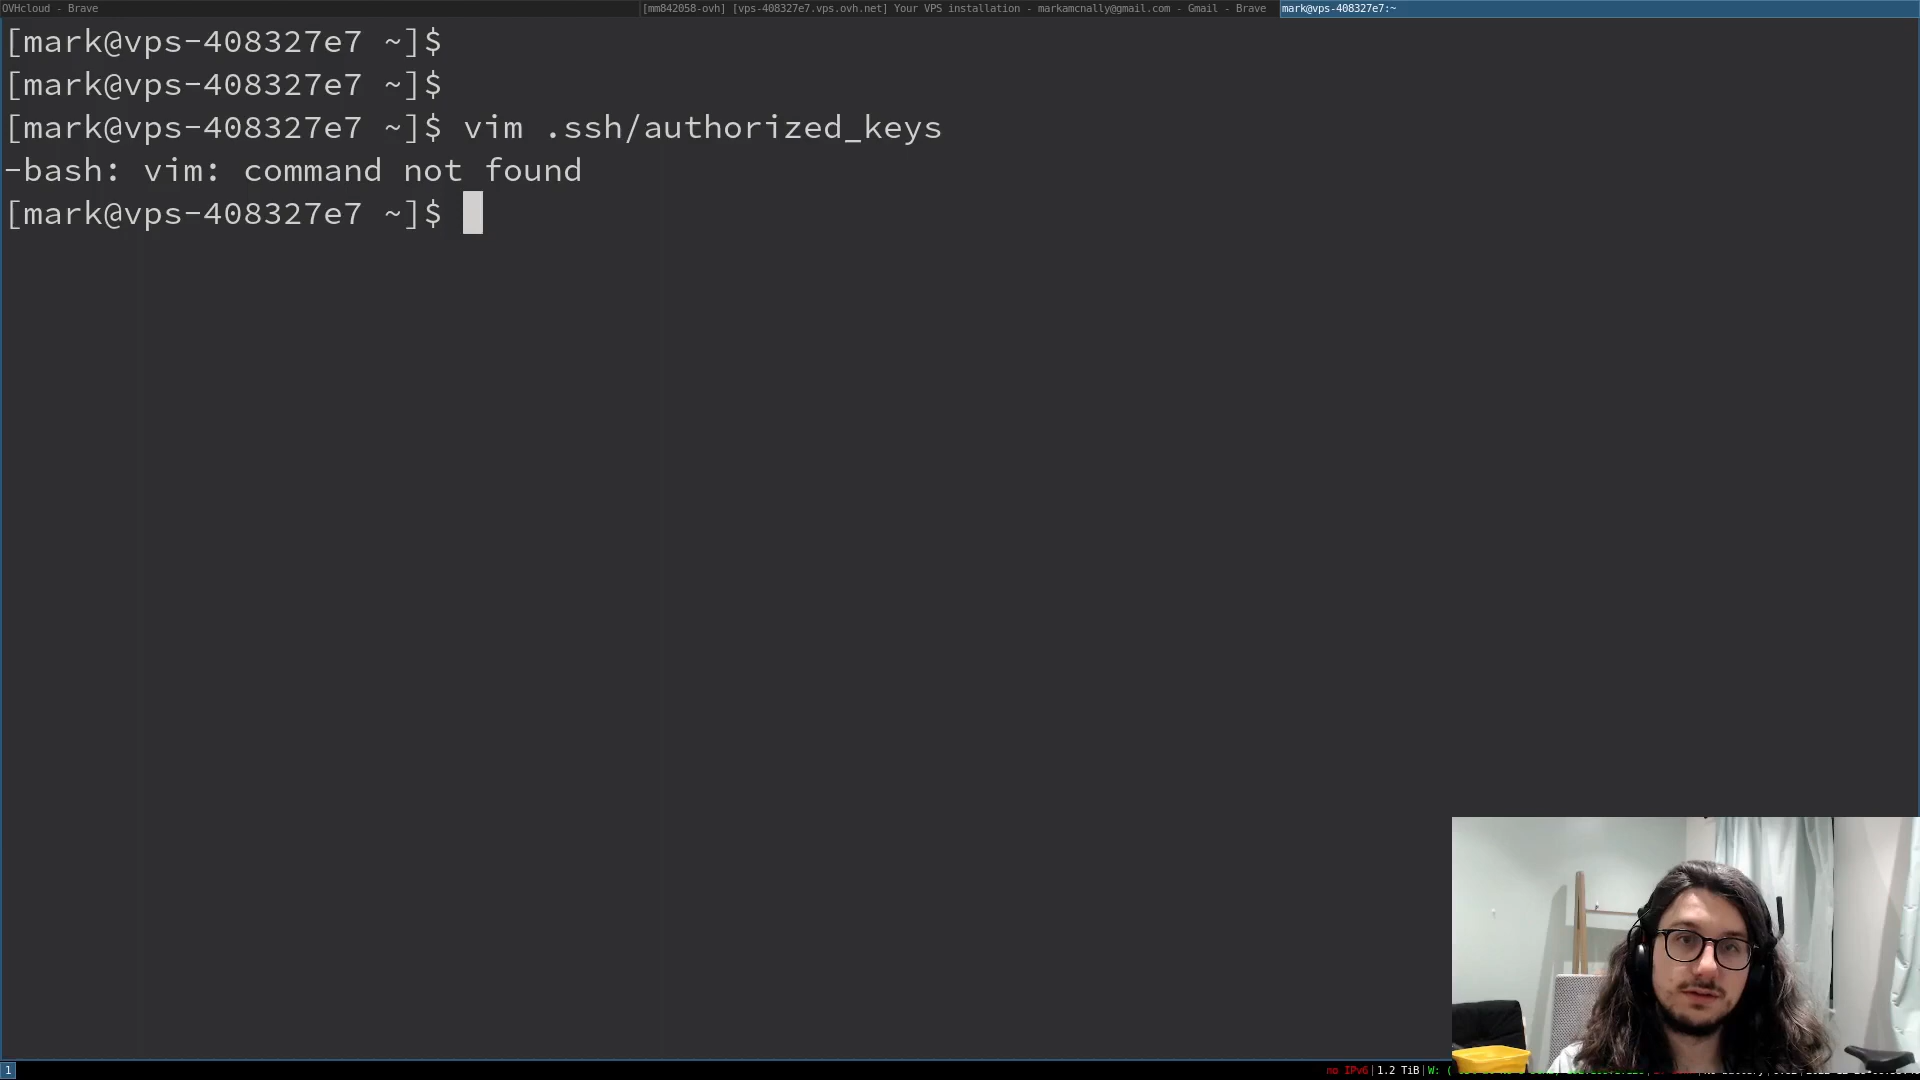 OVHcloud - Brave
[mm842058-ovh] [vps-408327e7.vps.ovh.net] Your VPS installation - markamcnally@gmail.com - Gmail - Brave
mark@vps-408327e7:~
[mark@vps-408327e7 ~]$
[mark@vps-408327e7 ~]$
[mark@vps-408327e7 ~]$ vim .ssh/authorized_keys
-bash: vim: command not found
[mark@vps-408327e7 ~]$
1
no IPv6|1.2 TiB|W: (